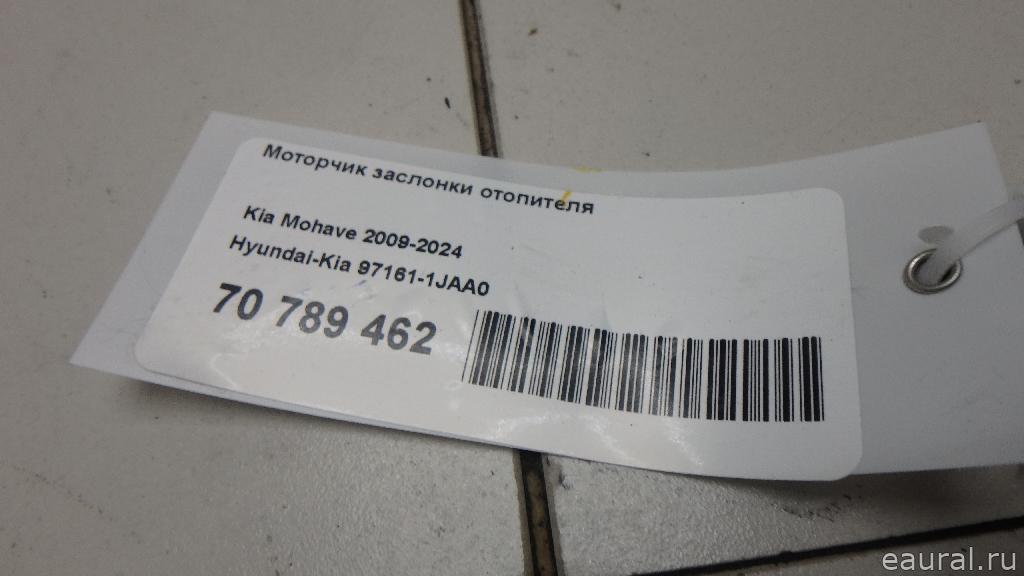 Моторчик заслонки отопителя
Kia Mohave 2009-2024
Hyundai-Kia 97161-1JAA0
70 789 462
eaural.ru